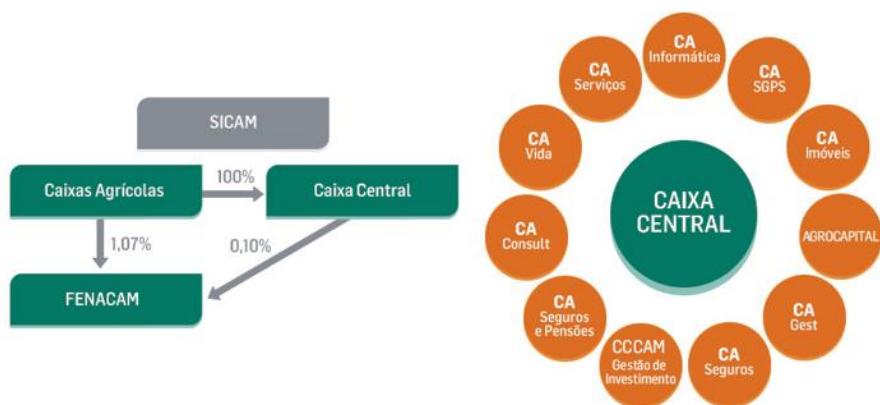 SICAM
Caixas Agrícolas
100%
Caixa Central
1,07%
0,10%
FENACAM
CAIXA
CENTRAL
CA
Informática
CA
SGPS
CA
Imóveis
AGROCAPITAL
CA
Gest
CA
Seguros
CCCAM
Gestão de
Investimento
CA
Seguros
e Pensões
CA
Consult
CA
Vida
CA
Serviços